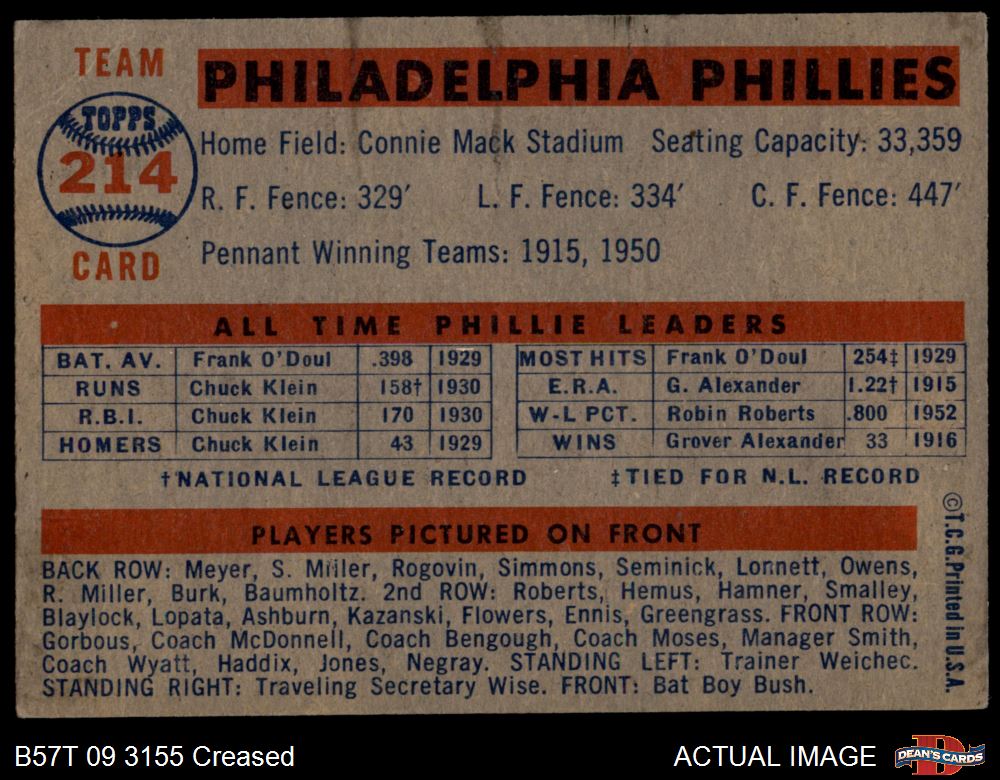 TEAM
TOPPS
214
CARD
PHILADELPHIA PHILLIES
Home Field: Connie Mack Stadium Seating Capacity: 33,359
R. F. Fence: 329′ L. F. Fence: 334′ C. F. Fence: 447′
Pennant Winning Teams: 1915, 1950
ALL TIME PHILLIE LEADERS
BAT. AV. Frank O'Doul .398 1929
RUNS Chuck Klein 158† 1930
R.B.I. Chuck Klein 170 1930
HOMERS Chuck Klein 43 1929
MOST HITS Frank O'Doul 254‡ 1929
E.R.A. G. Alexander 1.22† 1915
W-L PCT. Robin Roberts .800 1952
WINS Grover Alexander 33 1916
†NATIONAL LEAGUE RECORD ‡TIED FOR N.L. RECORD
PLAYERS PICTURED ON FRONT
BACK ROW: Meyer, S. Miller, Rogovin, Simmons, Seminick, Lonnett, Owens,
R. Miller, Burk, Baumholtz. 2nd ROW: Roberts, Hemus, Hamner, Smalley,
Blaylock, Lopata, Ashburn, Kazanski, Flowers, Ennis, Greengrass. FRONT ROW:
Gorbous, Coach McDonnell, Coach Bengough, Coach Moses, Manager Smith,
Coach Wyatt, Haddix, Jones, Negray. STANDING LEFT: Trainer Weichec.
STANDING RIGHT: Traveling Secretary Wise. FRONT: Bat Boy Bush.
©T.C.G. Printed in U.S.A.
B57T 09 3155 Creased
ACTUAL IMAGE
DEAN'S CARDS